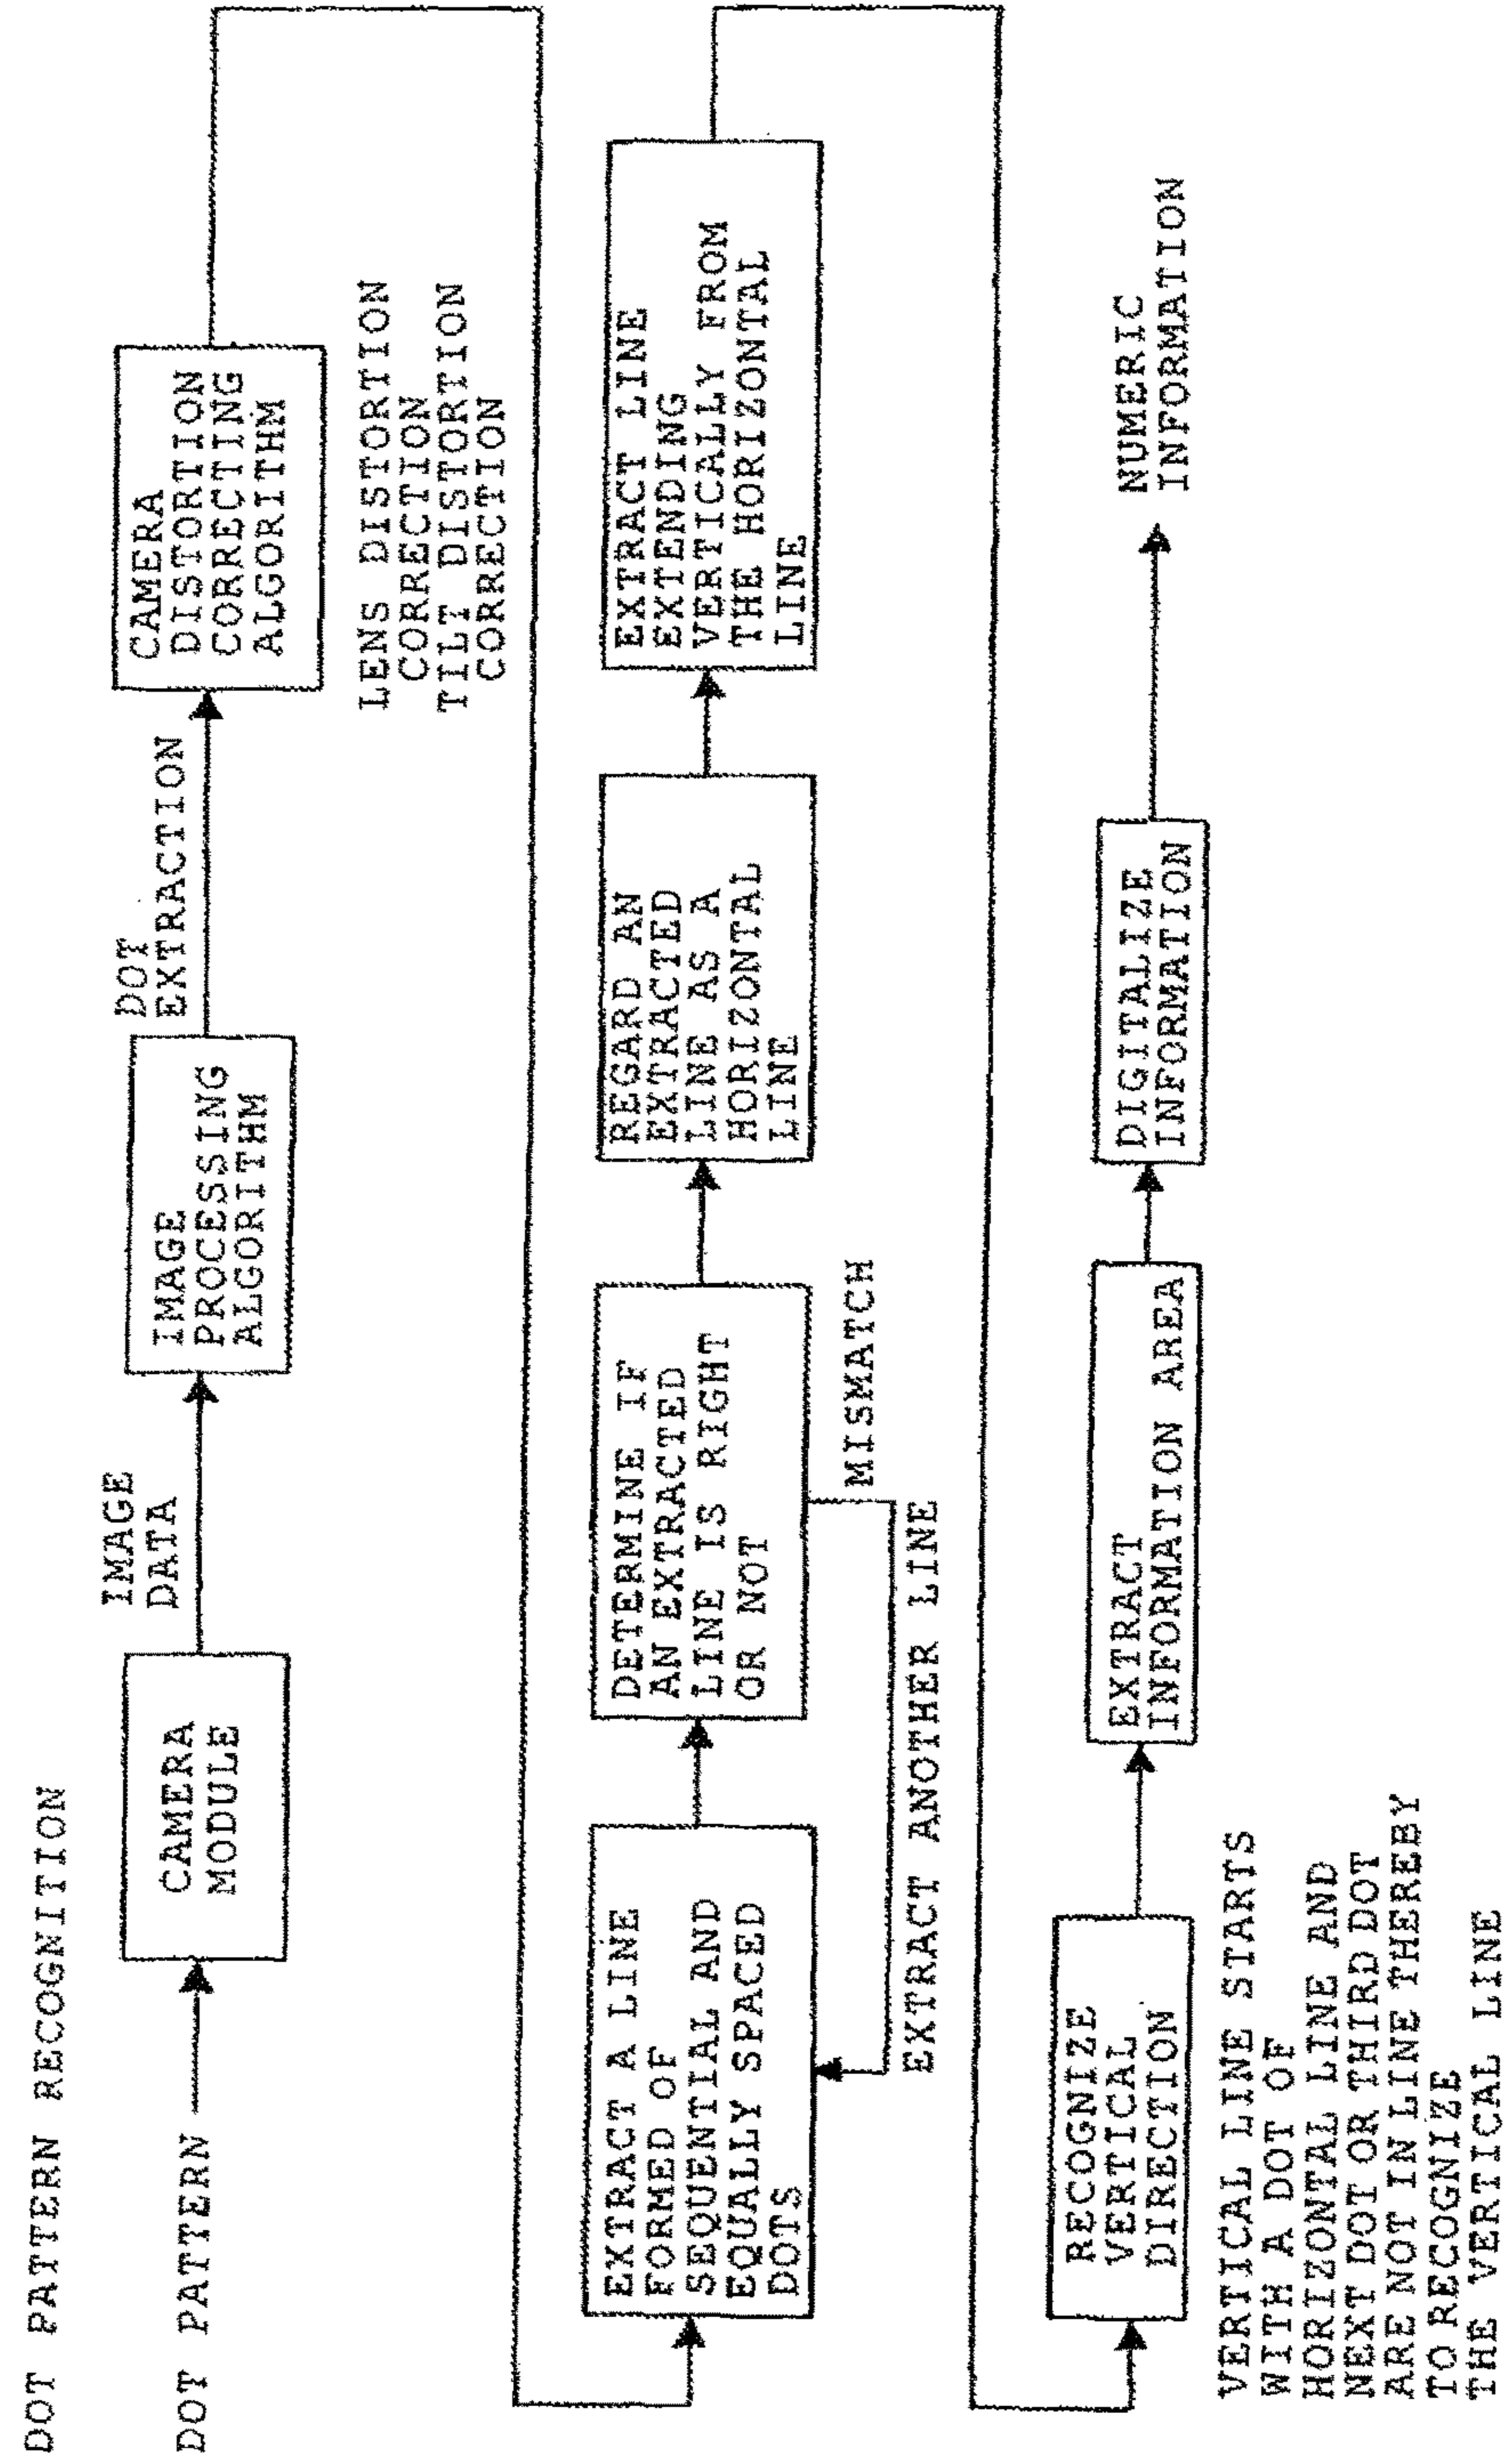 DOT PATTERN RECOGNITION
DOT PATTERN
CAMERA
MODULE
IMAGE
DATA
IMAGE
PROCESSING
ALGORITHM
DOT
EXTRACTION
CAMERA
DISTORTION
CORRECTING
ALGORITHM
LENS DISTORTION
CORRECTION
TILT DISTORTION
CORRECTION
EXTRACT A LINE
FORMED OF
SEQUENTIAL AND
EQUALLY SPACED
DOTS
DETERMINE IF
AN EXTRACTED
LINE IS RIGHT
OR NOT
MISMATCH
EXTRACT ANOTHER LINE
REGARD AN
EXTRACTED
LINE AS A
HORIZONTAL
LINE
EXTRACT LINE
EXTENDING
VERTICALLY FROM
THE HORIZONTAL
LINE
RECOGNIZE
VERTICAL
DIRECTION
VERTICAL LINE STARTS
WITH A DOT OF
HORIZONTAL LINE AND
NEXT DOT OR THIRD DOT
ARE NOT IN LINE THEREBY
TO RECOGNIZE
THE VERTICAL LINE
EXTRACT
INFORMATION AREA
DIGITALIZE
INFORMATION
NUMERIC
INFORMATION